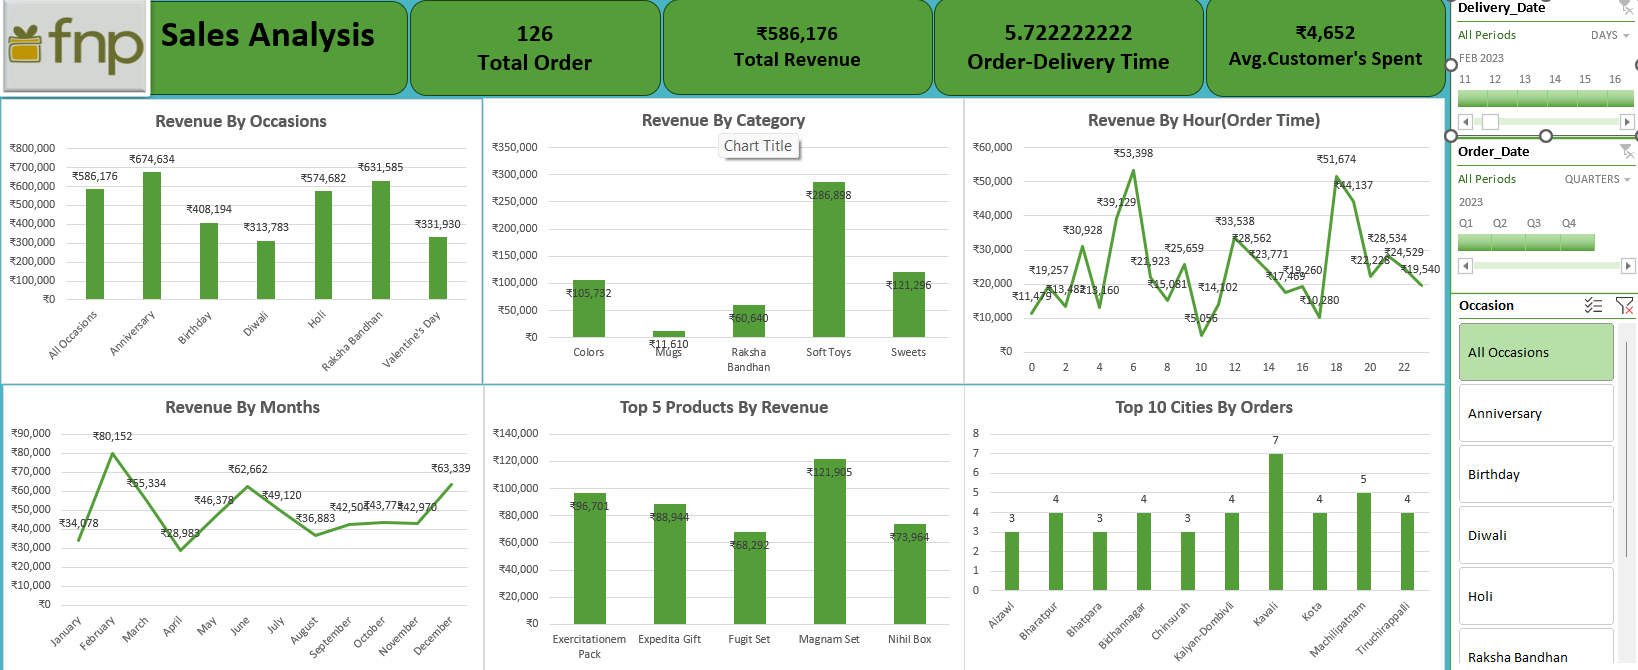 fnp
Sales Analysis
126
Total Order
₹586,176
Total Revenue
5.722222222
Order-Delivery Time
₹4,652
Avg.Customer's Spent
Revenue By Occasions
₹800,000
₹700,000
₹600,000
₹500,000
₹400,000
₹300,000
₹200,000
₹100,000
₹0
₹586,176
₹674,634
₹408,194
₹313,783
₹574,682
₹631,585
₹331,930
All Occasions
Anniversary
Birthday
Diwali
Holi
Raksha Bandhan
Valentine's Day
Revenue By Category
Chart Title
₹350,000
₹300,000
₹250,000
₹200,000
₹150,000
₹100,000
₹50,000
₹0
₹105,732
₹11,610
₹60,640
₹286,898
₹121,296
Colors
Mugs
Raksha
Bandhan
Soft Toys
Sweets
Revenue By Hour(Order Time)
₹60,000
₹50,000
₹40,000
₹30,000
₹20,000
₹10,000
₹0
₹11,479
₹19,257
₹13,482
₹30,928
₹13,160
₹39,129
₹53,398
₹21,923
₹15,081
₹25,659
₹5,056
₹14,102
₹33,538
₹28,562
₹23,771
₹17,469
₹19,260
₹10,280
₹51,674
₹44,137
₹22,228
₹28,534
₹24,529
₹19,540
0 2 4 6 8 10 12 14 16 18 20 22
Revenue By Months
₹90,000
₹80,000
₹70,000
₹60,000
₹50,000
₹40,000
₹30,000
₹20,000
₹10,000
₹0
₹34,078
₹80,152
₹55,334
₹28,983
₹46,378
₹62,662
₹49,120
₹36,883
₹42,504
₹43,773
₹42,970
₹63,339
January
February
March
April
May
June
July
August
September
October
November
December
Top 5 Products By Revenue
₹140,000
₹120,000
₹100,000
₹80,000
₹60,000
₹40,000
₹20,000
₹0
₹96,701
₹88,944
₹68,292
₹121,905
₹73,964
Exercitationem
Pack
Expedita Gift
Fugit Set
Magnam Set
Nihil Box
Top 10 Cities By Orders
8
7
6
5
4
3
2
1
0
3
4
3
4
3
4
7
4
5
4
Aizawl
Bharatpur
Bhatpara
Bidhannagar
Chinsurah
Kalyan-Dombivli
Kavali
Kota
Machilipatnam
Tiruchirappalli
Delivery_Date
All Periods
DAYS
FEB 2023
11 12 13 14 15 16
Order_Date
All Periods
QUARTERS
2023
Q1 Q2 Q3 Q4
Occasion
All Occasions
Anniversary
Birthday
Diwali
Holi
Raksha Bandhan